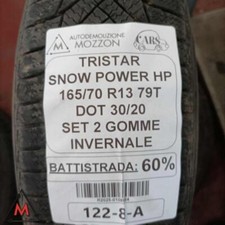 AUTODEMOLIZIONE
MOZZON
CARS
TRISTAR
SNOW POWER HP
165/70 R13 79T
DOT 30/20
SET 2 GOMME
INVERNALE
BATTISTRADA: 60%
122-8-A